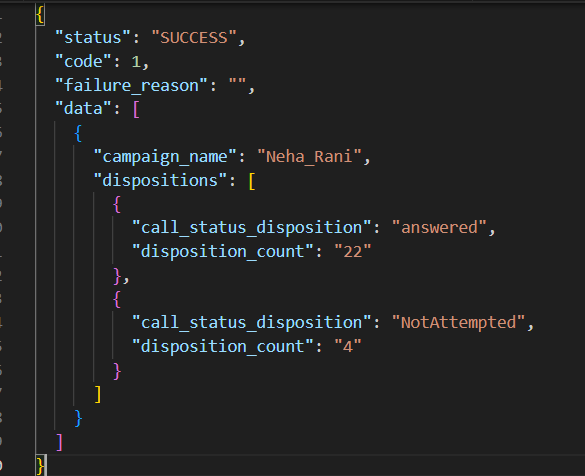 {
"status": "SUCCESS",
"code": 1,
"failure_reason": "",
"data": [
{
"campaign_name": "Neha_Rani",
"dispositions": [
{
"call_status_disposition": "answered",
"disposition_count": "22"
},
{
"call_status_disposition": "NotAttempted",
"disposition_count": "4"
}
]
}
]
}